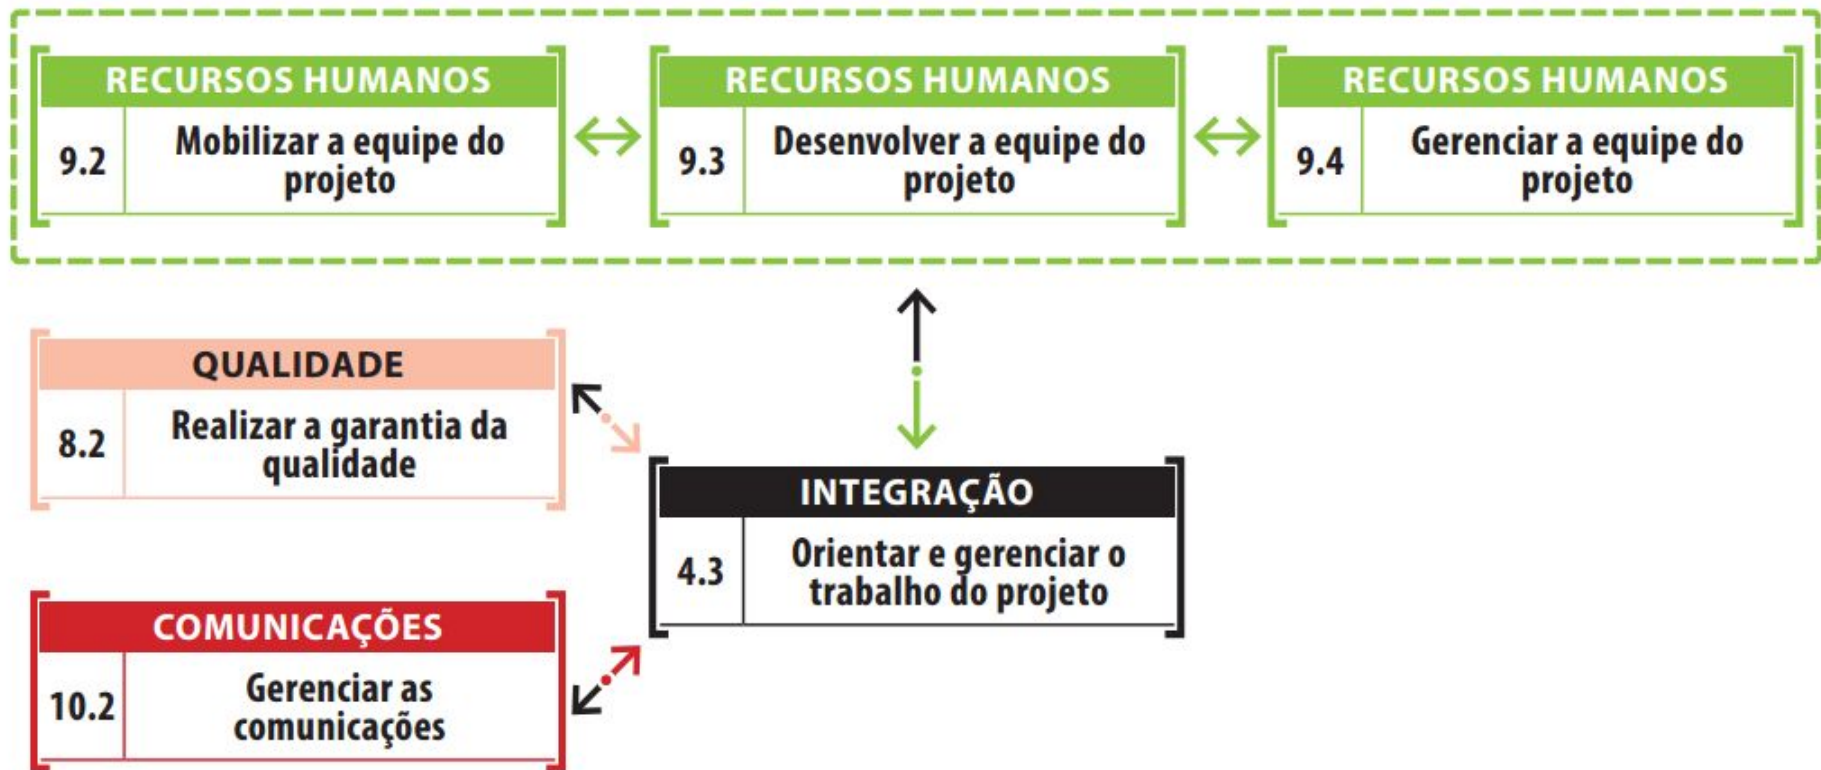 RECURSOS HUMANOS
9.2
Mobilizar a equipe do
projeto
RECURSOS HUMANOS
9.3
Desenvolver a equipe do
projeto
RECURSOS HUMANOS
9.4
Gerenciar a equipe do
projeto
QUALIDADE
8.2
Realizar a garantia da
qualidade
INTEGRAÇÃO
4.3
Orientar e gerenciar o
trabalho do projeto
COMUNICAÇÕES
10.2
Gerenciar as
comunicações